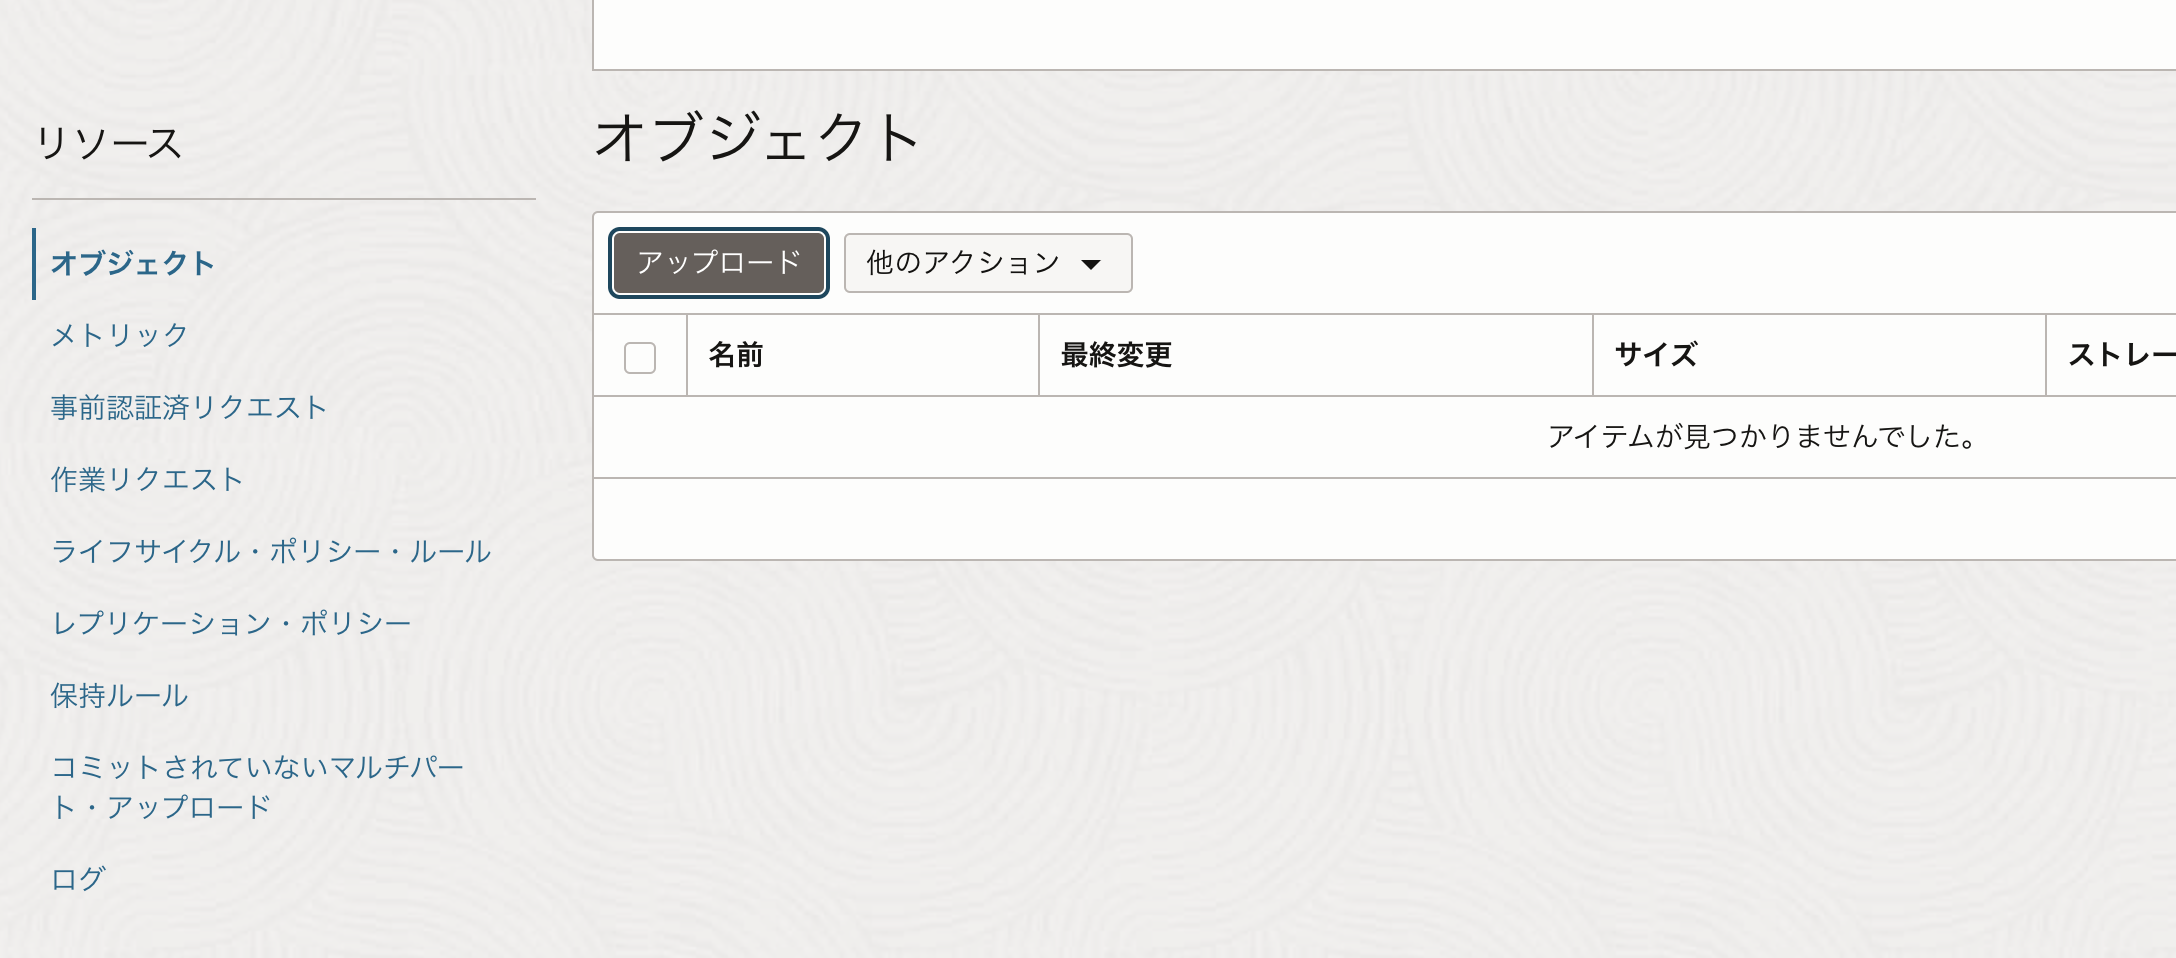 リソース
オブジェクト
メトリック
事前認証済リクエスト
作業リクエスト
ライフサイクル・ポリシー・ルール
レプリケーション・ポリシー
保持ルール
コミットされていないマルチパー
ト・アップロード
ログ
オブジェクト
アップロード 他のアクション
名前 最終変更 サイズ ストレー
アイテムが見つかりませんでした。